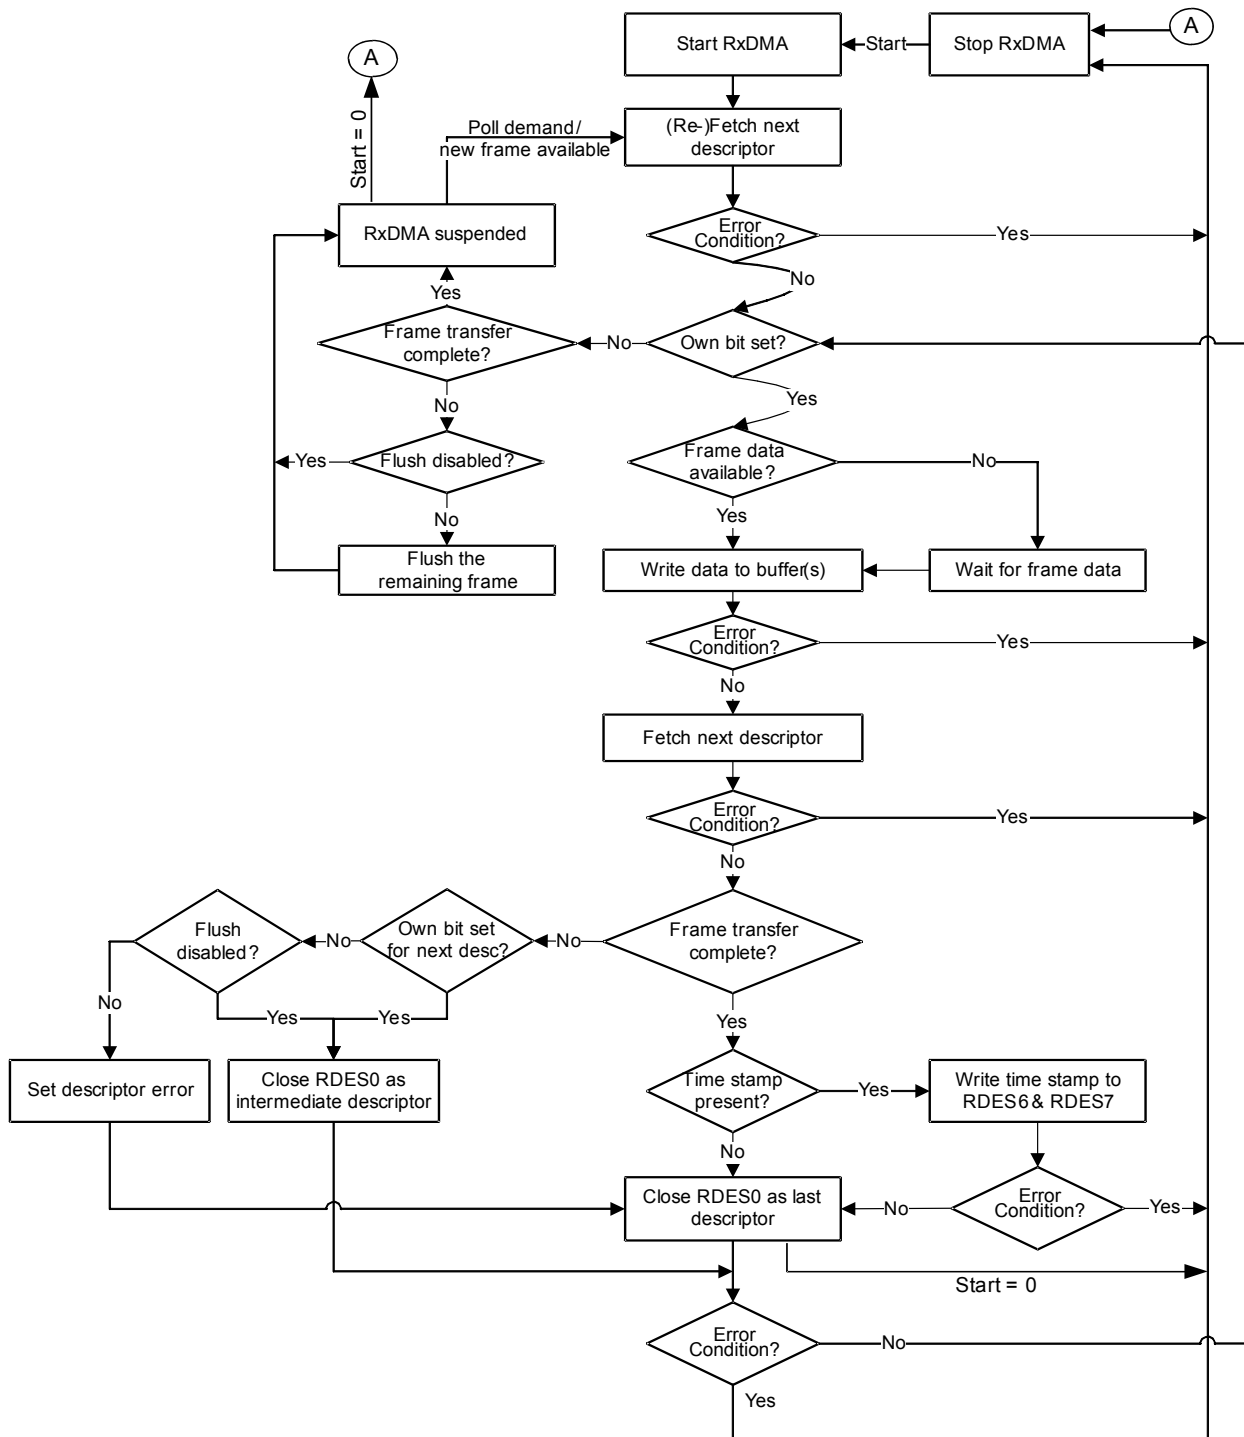 A
Start RxDMA
Start
Stop RxDMA
A
Start = 0
Poll demand/
new frame available
(Re-)Fetch next
descriptor
RxDMA suspended
Error
Condition?
Yes
No
Yes
Frame transfer
complete?
No
Own bit set?
Yes
No
Flush disabled?
Yes
Frame data
available?
No
No
Yes
Flush the
remaining frame
Write data to buffer(s)
Wait for frame data
Error
Condition?
Yes
No
Fetch next descriptor
Error
Condition?
Yes
No
Flush
disabled?
No
Own bit set
for next desc?
No
Frame transfer
complete?
No
Yes
Yes
Yes
Set descriptor error
Close RDES0 as
intermediate descriptor
Time stamp
present?
Yes
Write time stamp to
RDES6 & RDES7
No
Close RDES0 as last
descriptor
No
Error
Condition?
Yes
Start = 0
Error
Condition?
No
Yes